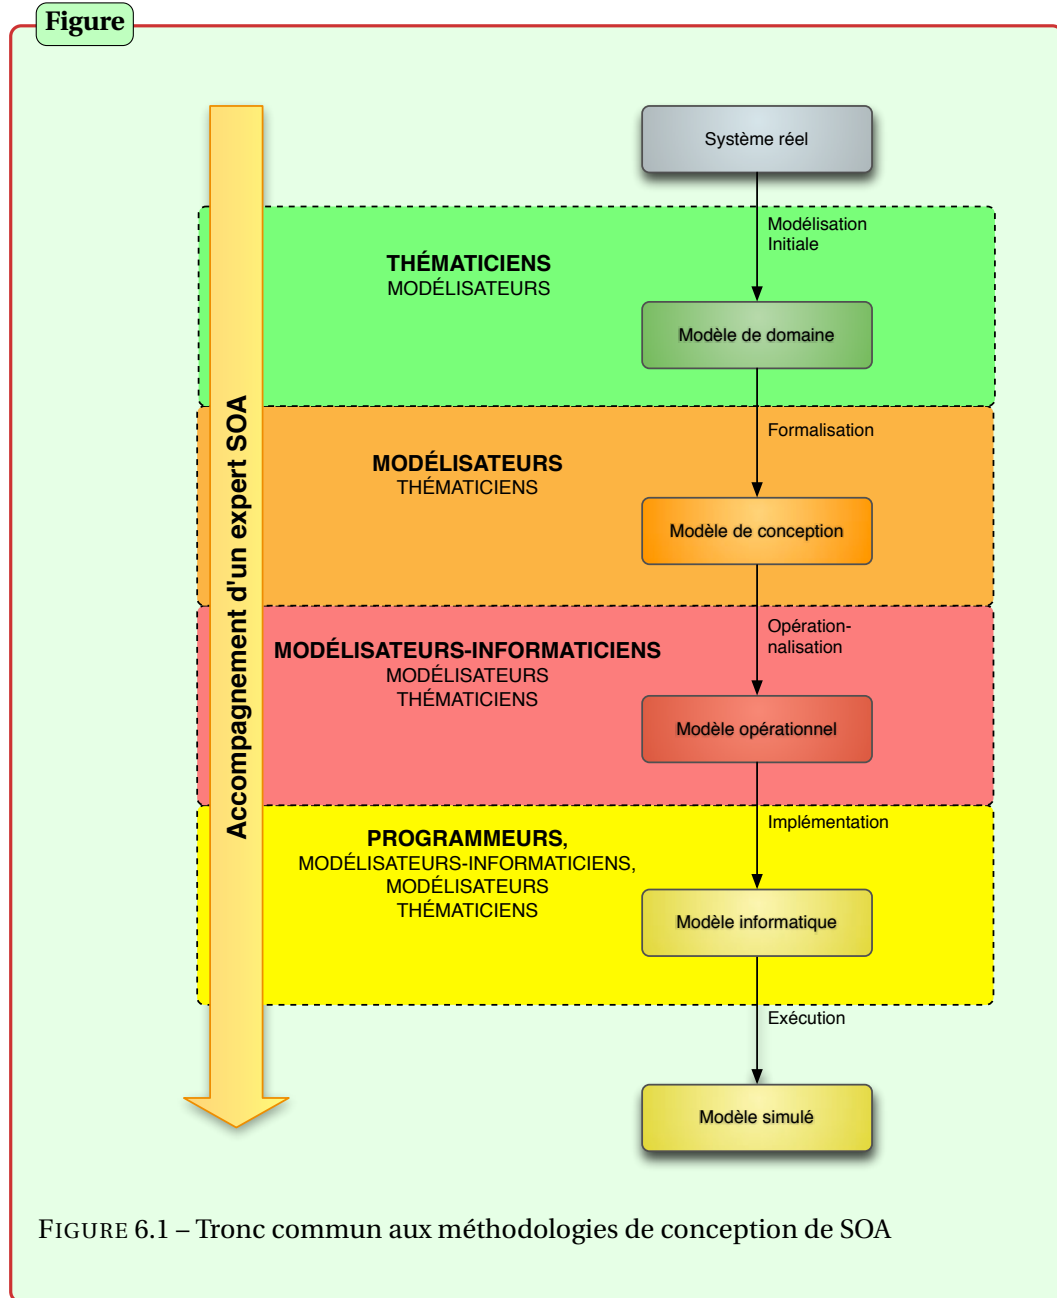 Figure
Système réel
Modélisation
Initiale
THÉMATICIENS
MODÉLISATEURS
Modèle de domaine
Formalisation
MODÉLISATEURS
THÉMATICIENS
Modèle de conception
Opération-
nalisation
MODÉLISATEURS-INFORMATICIENS
MODÉLISATEURS
THÉMATICIENS
Modèle opérationnel
Implémentation
PROGRAMMEURS,
MODÉLISATEURS-INFORMATICIENS,
MODÉLISATEURS
THÉMATICIENS
Modèle informatique
Exécution
Modèle simulé
Accompagnement d'un expert SOA
FIGURE 6.1 – Tronc commun aux méthodologies de conception de SOA